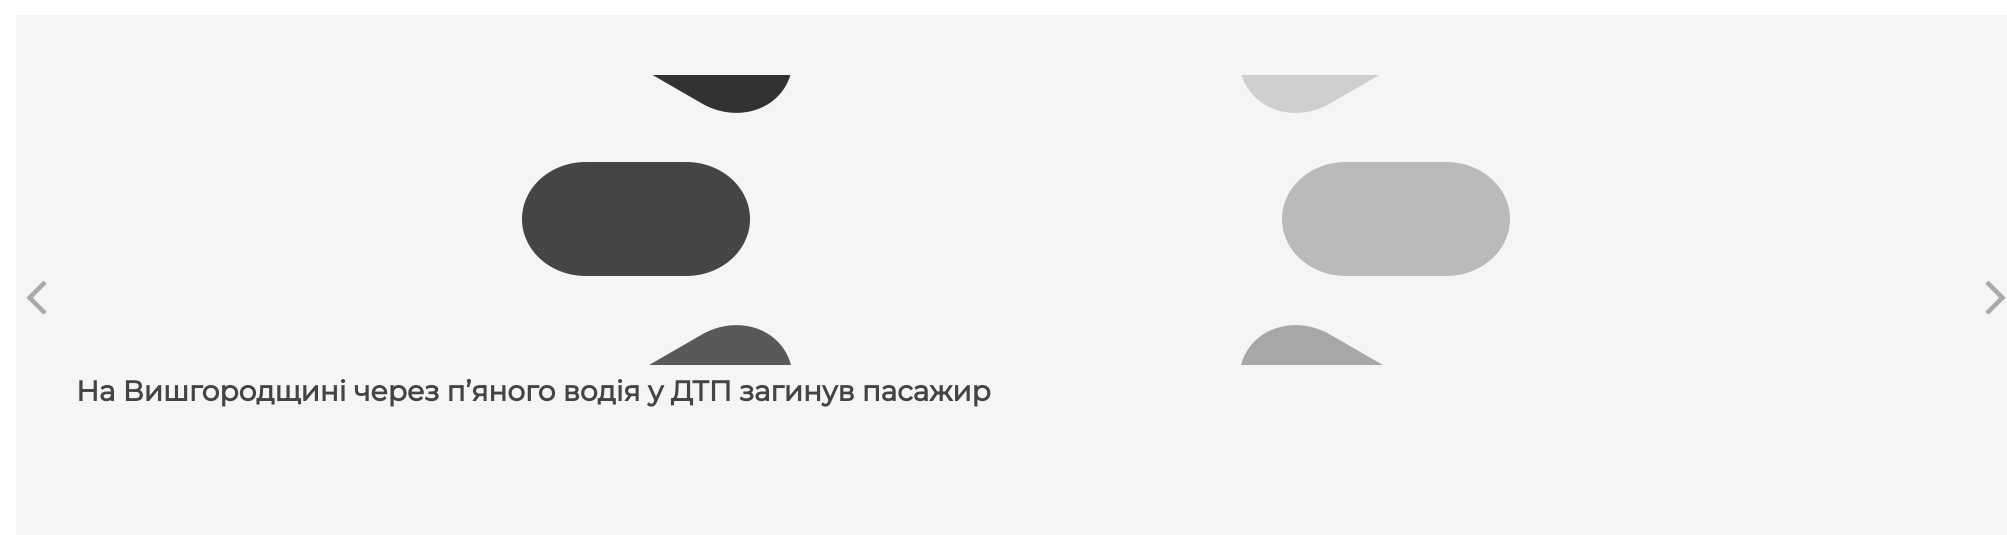 На Вишгородщині через п’яного водія у ДТП загинув пасажир